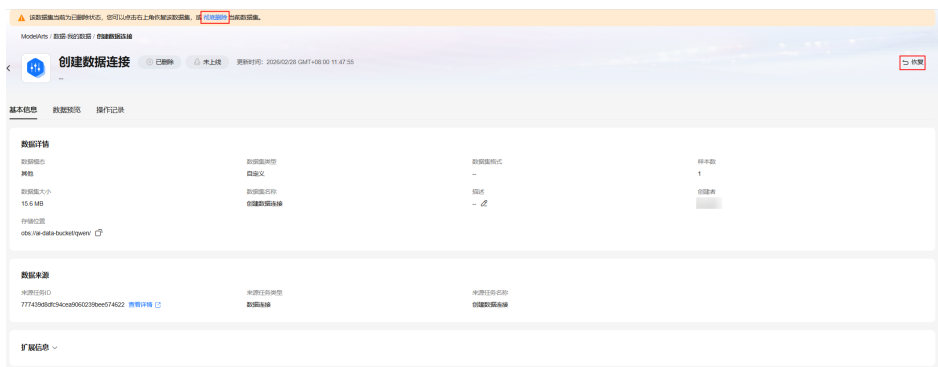 该数据集当前为已删除状态，您可以点击右上角恢复该数据集，或 彻底删除 当前数据集。
ModelArts / 数据-我的数据 / 创建数据连接
创建数据连接 已删除 未上线 更新时间：2026/02/28 GMT+08:00 11:47:55
恢复
--
基本信息 数据预览 操作记录
数据详情
数据模态 数据集类型 数据集格式 样本数
其他 自定义 -- 1
数据集大小 数据集名称 描述 创建者
15.6 MB 创建数据连接 --
存储位置
obs://ai-data-bucket/qwen/
数据来源
来源任务ID 来源任务类型 来源任务名称
777439d8dfc94cea9060239bee574622 查看详情 数据连接 创建数据连接
扩展信息